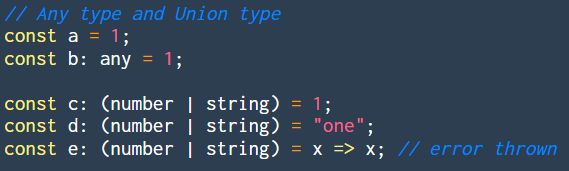 // Any type and Union type
const a = 1;
const b: any = 1;
const c: (number | string) = 1;
const d: (number | string) = "one";
const e: (number | string) = x => x; // error thrown